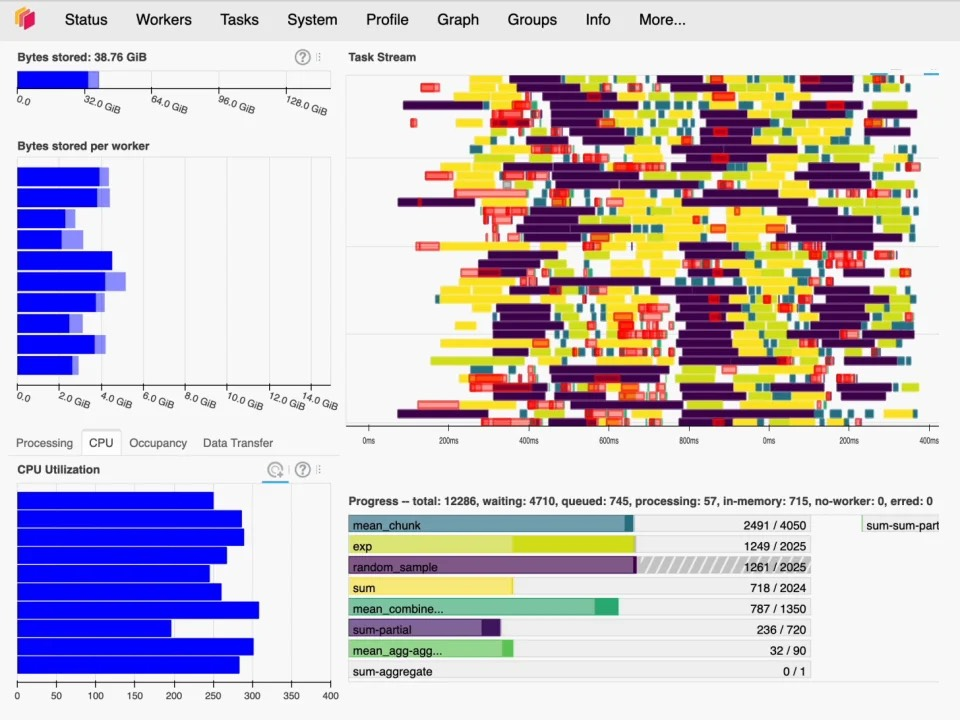 Status Workers Tasks System Profile Graph Groups Info More...
Bytes stored: 38.76 GiB
?
0.0 32.0 GiB 64.0 GiB 96.0 GiB 128.0 GiB
Bytes stored per worker
0.0 2.0 GiB 4.0 GiB 6.0 GiB 8.0 GiB 10.0 GiB 12.0 GiB 14.0 GiB
Processing CPU Occupancy Data Transfer
CPU Utilization
?
0 50 100 150 200 250 300 350 400
Task Stream
0ms 200ms 400ms 600ms 800ms 0ms 200ms 400ms
Progress -- total: 12286, waiting: 4710, queued: 745, processing: 57, in-memory: 715, no-worker: 0, erred: 0
mean_chunk 2491 / 4050 sum-sum-part
exp 1249 / 2025
random_sample 1261 / 2025
sum 718 / 2024
mean_combine... 787 / 1350
sum-partial 236 / 720
mean_agg-agg... 32 / 90
sum-aggregate 0 / 1